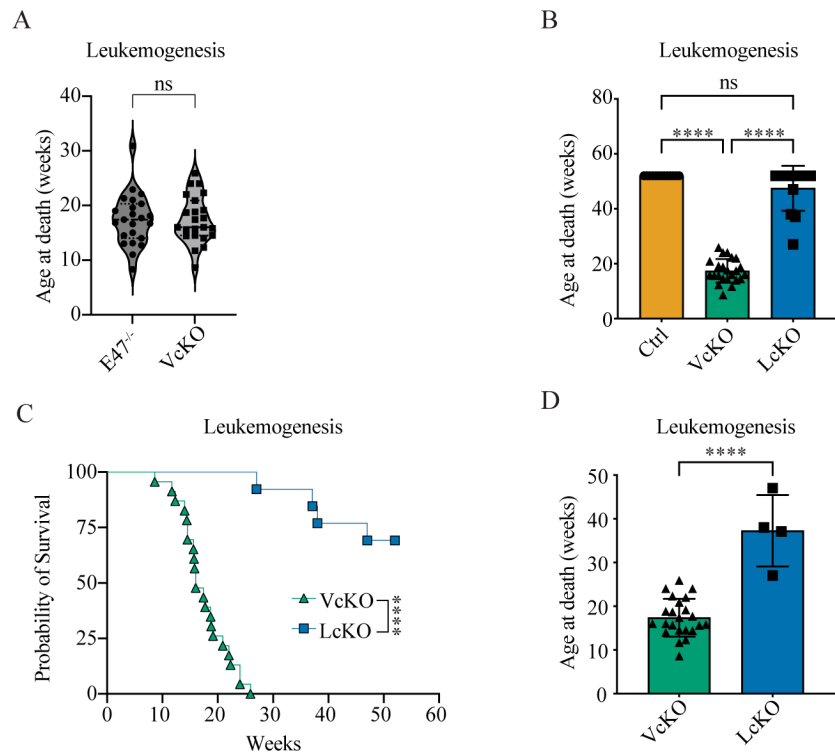 A
Leukemogenesis
ns
40
30
20
10
0
Age at death (weeks)
E47-/-
VcKO
B
Leukemogenesis
ns
**** ****
80
60
40
20
0
Age at death (weeks)
Ctrl
VcKO
LcKO
C
Leukemogenesis
100
75
50
25
0
Probability of Survival
VcKO
LcKO
****
0 10 20 30 40 50 60
Weeks
D
Leukemogenesis
****
50
40
30
20
10
0
Age at death (weeks)
VcKO
LcKO